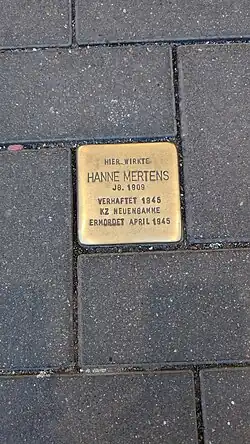 HIER WIRKTE
HANNE MERTENS
JG. 1909
VERHAFTET 1945
KZ NEUENGAMME
ERMORDET APRIL 1945